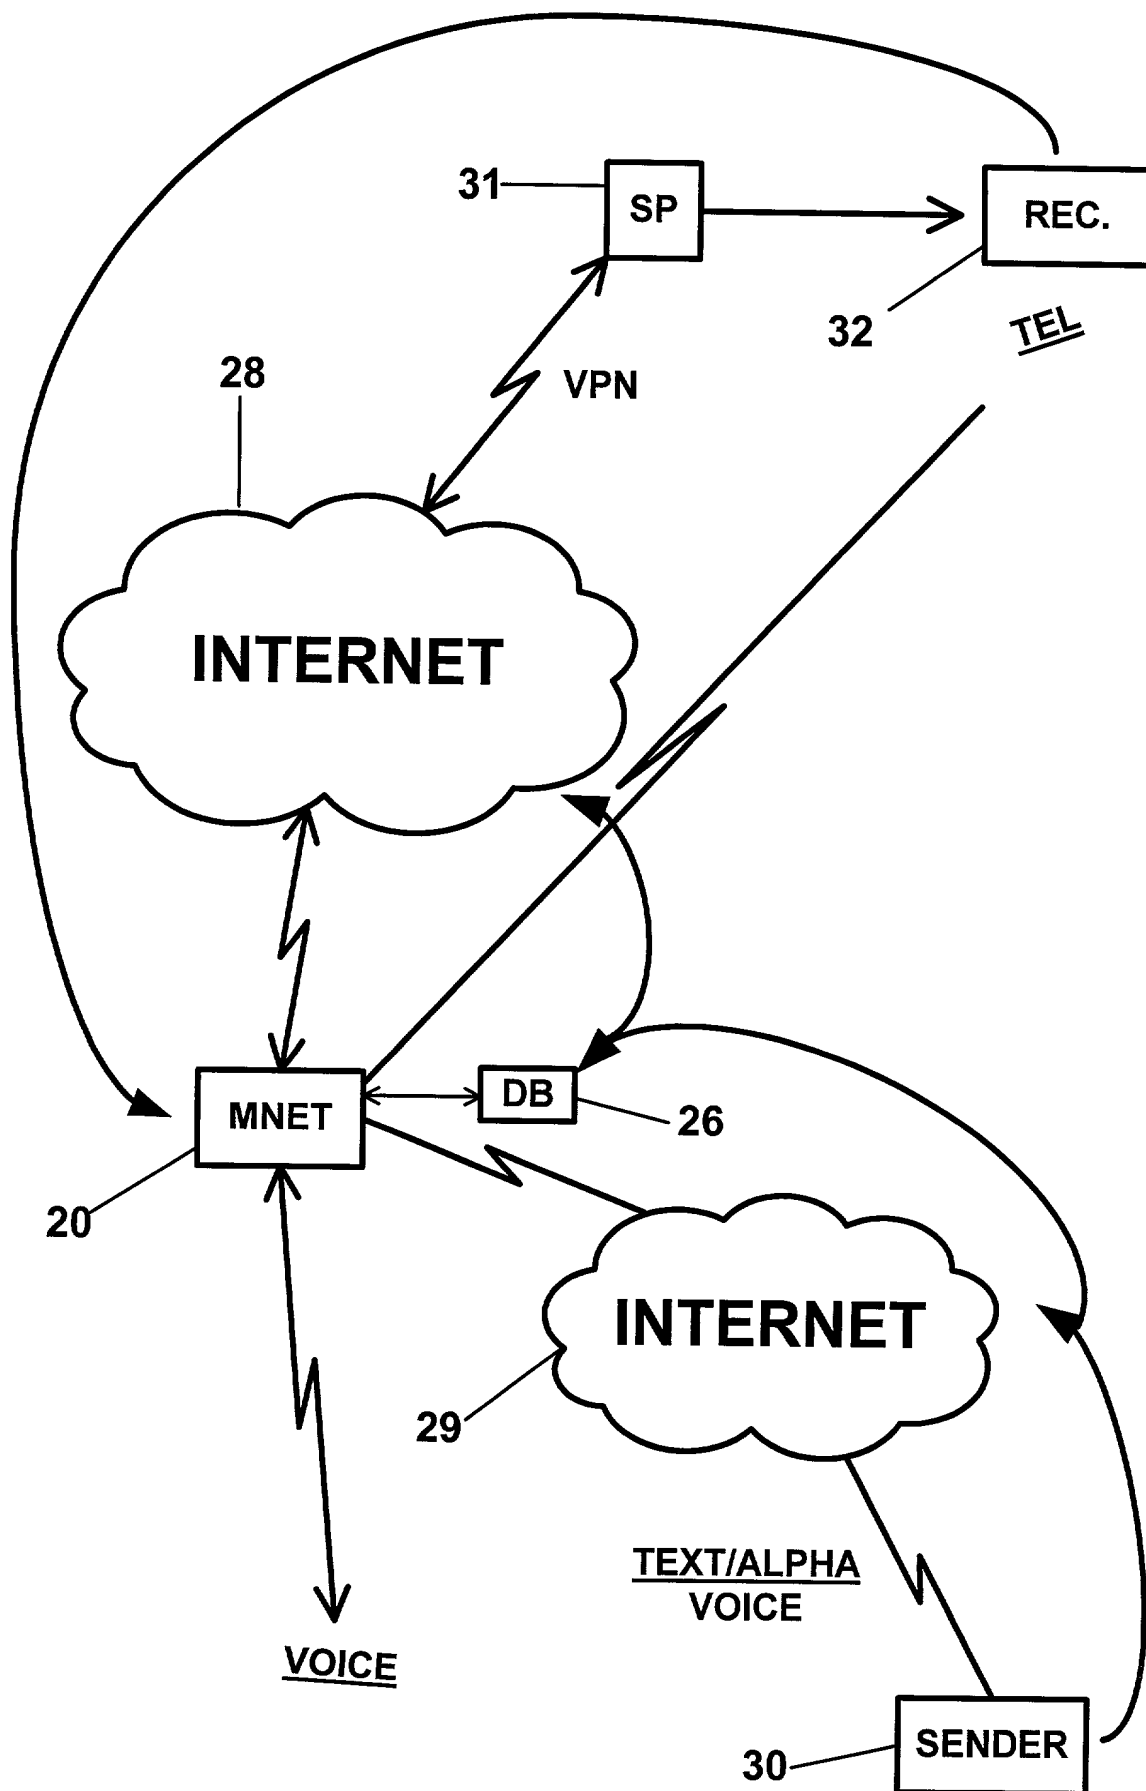 31
SP
REC.
32
TEL
28
VPN
INTERNET
MNET
DB
26
20
INTERNET
29
TEXT/ALPHA
VOICE
VOICE
SENDER
30